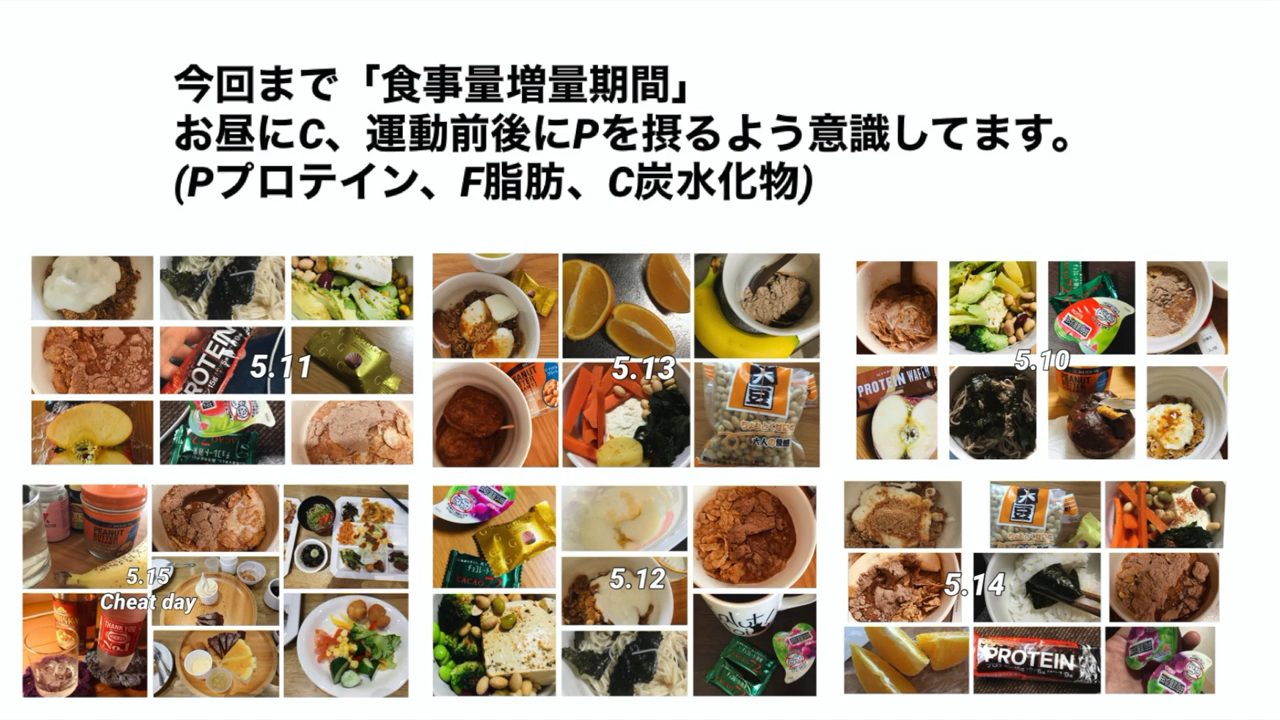 今回まで「食事量増量期間」
お昼にC、運動前後にPを摂るよう意識してます。
(Pプロテイン、F脂肪、C炭水化物)
PROTEIN
5.11
5.13
大豆
5.10
PROTEIN WAFER
PEANUT
5.15
Cheat day
CACAO
5.12
大豆
5.14
PROTEIN